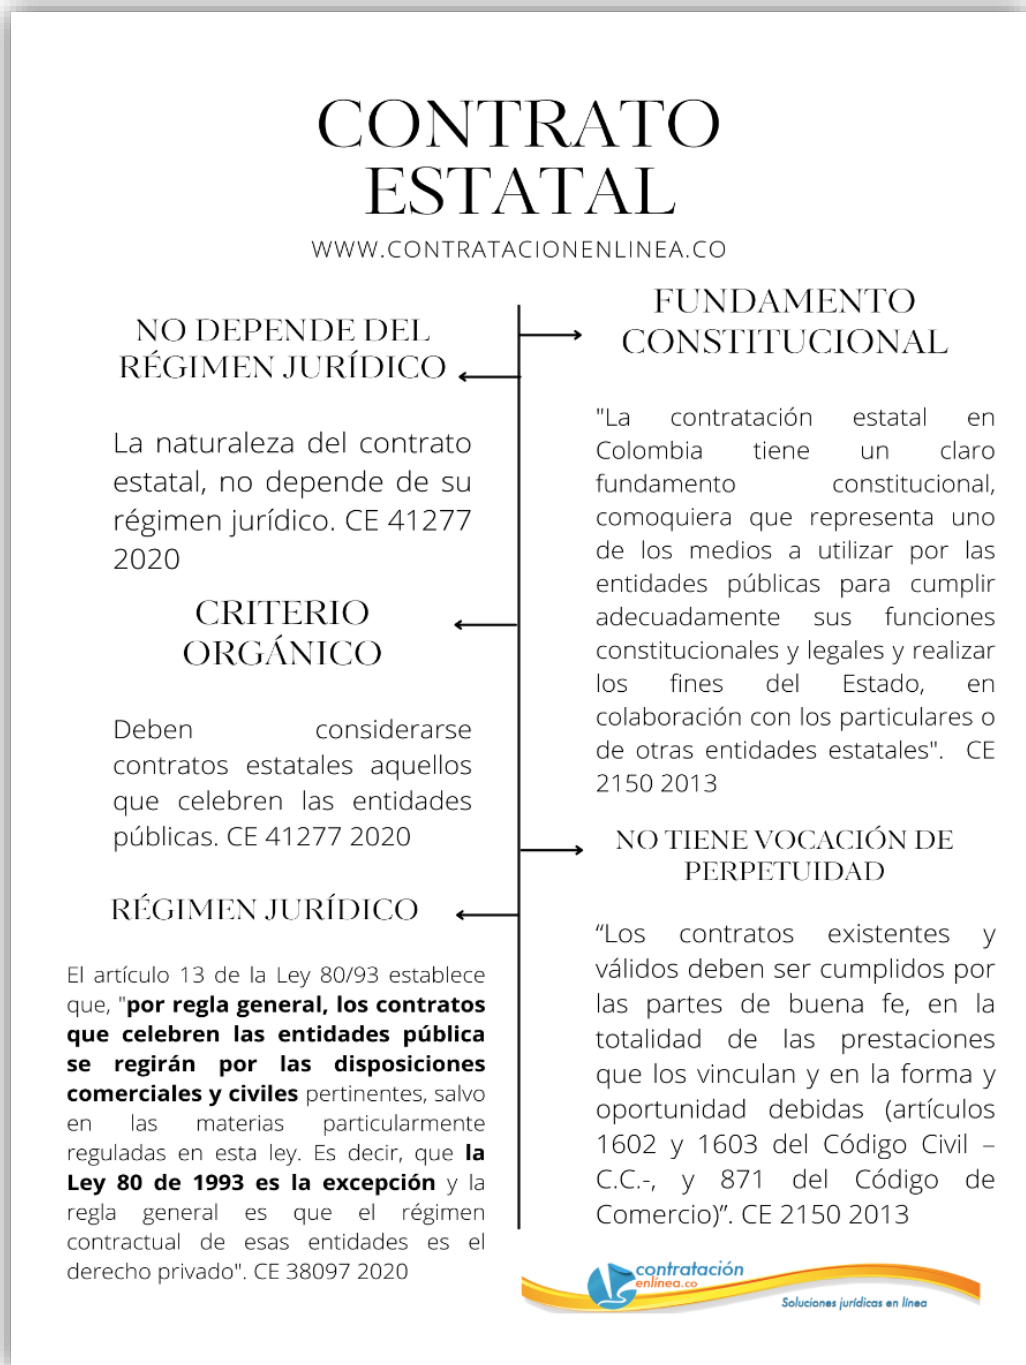 CONTRATO
ESTATAL
WWW.CONTRATACIONENLINEA.CO
NO DEPENDE DEL
RÉGIMEN JURÍDICO
La naturaleza del contrato
estatal, no depende de su
régimen jurídico. CE 41277
2020
CRITERIO
ORGÁNICO
Deben considerarse
contratos estatales aquellos
que celebren las entidades
públicas. CE 41277 2020
RÉGIMEN JURÍDICO
El artículo 13 de la Ley 80/93 establece
que, "por regla general, los contratos
que celebren las entidades pública
se regirán por las disposiciones
comerciales y civiles pertinentes, salvo
en las materias particularmente
reguladas en esta ley. Es decir, que la
Ley 80 de 1993 es la excepción y la
regla general es que el régimen
contractual de esas entidades es el
derecho privado". CE 38097 2020
FUNDAMENTO
CONSTITUCIONAL
"La contratación estatal en
Colombia tiene un claro
fundamento constitucional,
comoquiera que representa uno
de los medios a utilizar por las
entidades públicas para cumplir
adecuadamente sus funciones
constitucionales y legales y realizar
los fines del Estado, en
colaboración con los particulares o
de otras entidades estatales". CE
2150 2013
NO TIENE VOCACIÓN DE
PERPETUIDAD
“Los contratos existentes y
válidos deben ser cumplidos por
las partes de buena fe, en la
totalidad de las prestaciones
que los vinculan y en la forma y
oportunidad debidas (artículos
1602 y 1603 del Código Civil –
C.C.-, y 871 del Código de
Comercio)”. CE 2150 2013
contratación
enlínea.co
Soluciones jurídicas en línea